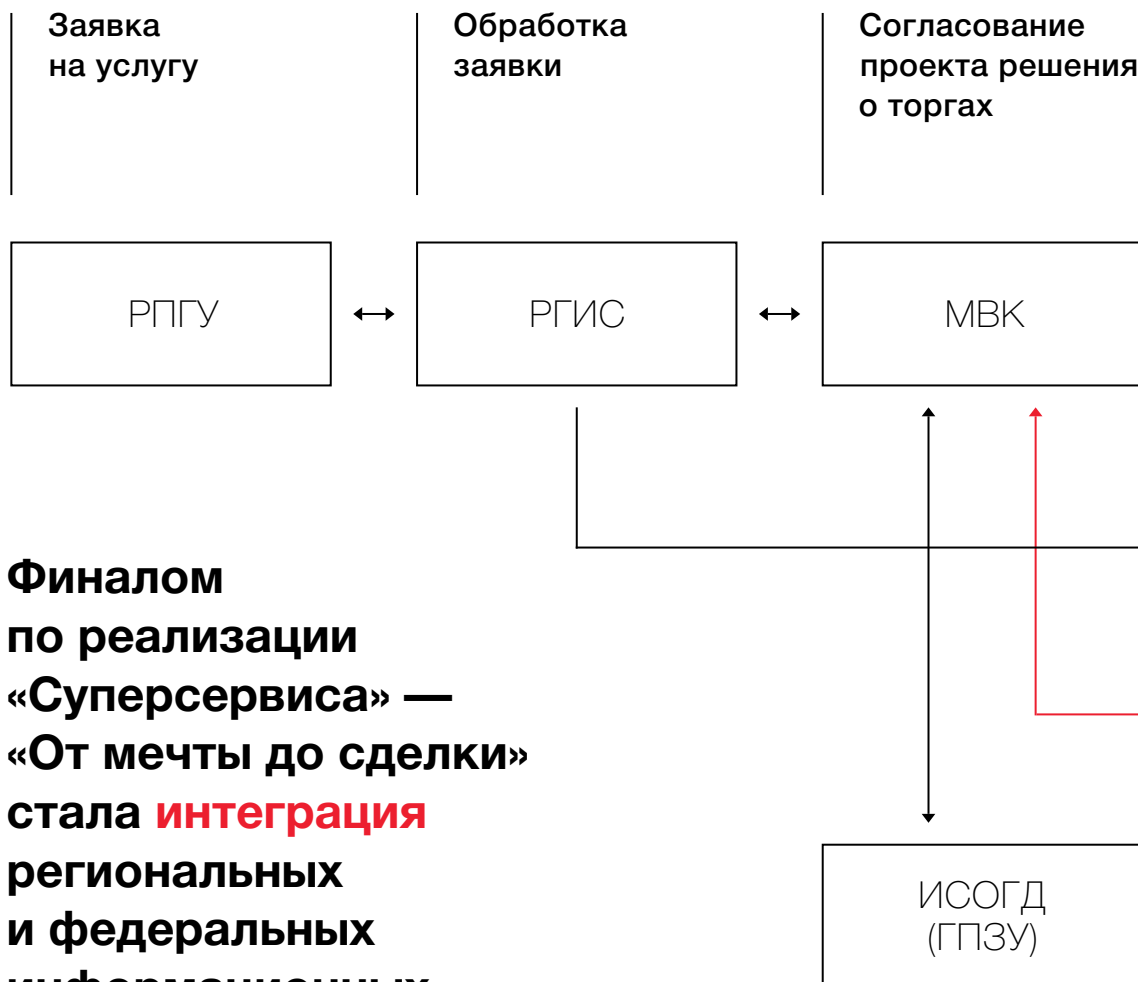 Заявка
на услугу
Обработка
заявки
Согласование
проекта решения
о торгах
РПГУ
РГИС
МВК
Финалом
по реализации
«Суперсервиса» —
«От мечты до сделки»
стала интеграция
региональных
и федеральных
информационных
ИСОГД
(ГПЗУ)